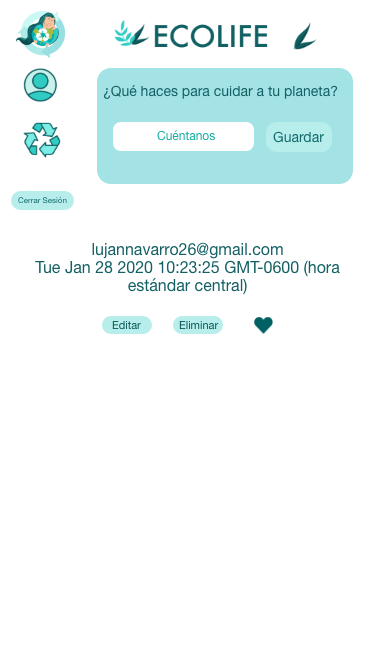 ECOLIFE
¿Qué haces para cuidar a tu planeta?
Cuéntanos
Guardar
Cerrar Sesión
lujannavarro26@gmail.com
Tue Jan 28 2020 10:23:25 GMT-0600 (hora
estándar central)
Editar
Eliminar